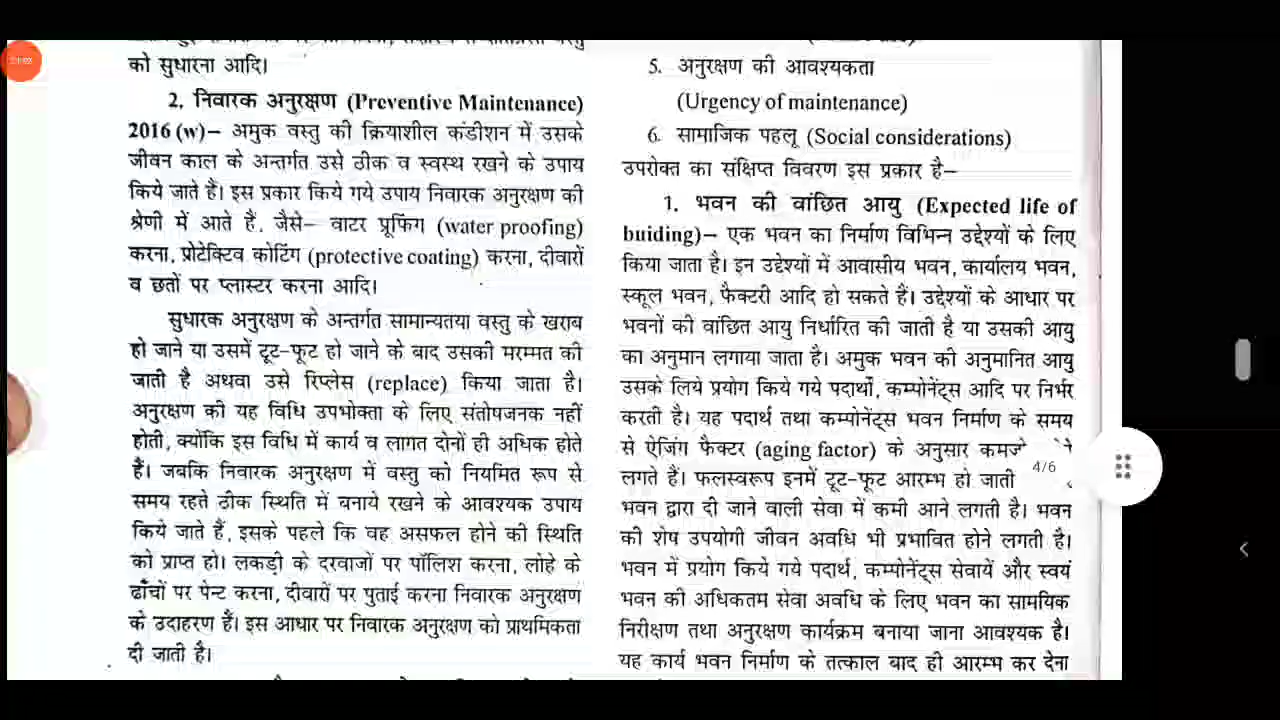 को सुधारना आदि।
2. निवारक अनुरक्षण (Preventive Maintenance)
2016 (w)– अमुक वस्तु की क्रियाशील कंडीशन में उसके
जीवन काल के अन्तर्गत उसे ठीक व स्वस्थ रखने के उपाय
किये जाते हैं। इस प्रकार किये गये उपाय निवारक अनुरक्षण की
श्रेणी में आते हैं, जैसे– वाटर प्रूफिंग (water proofing)
करना, प्रोटेक्टिव कोटिंग (protective coating) करना, दीवारों
व छतों पर प्लास्टर करना आदि।
सुधारक अनुरक्षण के अन्तर्गत सामान्यतया वस्तु के खराब
हो जाने या उसमें टूट-फूट हो जाने के बाद उसकी मरम्मत की
जाती है अथवा उसे रिप्लेस (replace) किया जाता है।
अनुरक्षण की यह विधि उपभोक्ता के लिए संतोषजनक नहीं
होती, क्योंकि इस विधि में कार्य व लागत दोनों ही अधिक होते
हैं। जबकि निवारक अनुरक्षण में वस्तु को नियमित रूप से
समय रहते ठीक स्थिति में बनाये रखने के आवश्यक उपाय
किये जाते हैं, इसके पहले कि वह असफल होने की स्थिति
को प्राप्त हो। लकड़ी के दरवाजों पर पॉलिश करना, लोहे के
ढाँचों पर पेन्ट करना, दीवारों पर पुताई करना निवारक अनुरक्षण
के उदाहरण हैं। इस आधार पर निवारक अनुरक्षण को प्राथमिकता
दी जाती है।
5. अनुरक्षण की आवश्यकता
(Urgency of maintenance)
6. सामाजिक पहलू (Social considerations)
उपरोक्त का संक्षिप्त विवरण इस प्रकार है–
1. भवन की वांछित आयु (Expected life of
buiding)– एक भवन का निर्माण विभिन्न उद्देश्यों के लिए
किया जाता है। इन उद्देश्यों में आवासीय भवन, कार्यालय भवन,
स्कूल भवन, फैक्टरी आदि हो सकते हैं। उद्देश्यों के आधार पर
भवनों की वांछित आयु निर्धारित की जाती है या उसकी आयु
का अनुमान लगाया जाता है। अमुक भवन की अनुमानित आयु
उसके लिये प्रयोग किये गये पदार्थों, कम्पोनेंट्स आदि पर निर्भर
करती है। यह पदार्थ तथा कम्पोनेंट्स भवन निर्माण के समय
से ऐजिंग फैक्टर (aging factor) के अनुसार
लगते हैं। फलस्वरूप इनमें टूट-फूट आरम्भ हो जाती
4/6
भवन द्वारा दी जाने वाली सेवा में कमी आने लगती है। भवन
की शेष उपयोगी जीवन अवधि भी प्रभावित होने लगती है।
भवन में प्रयोग किये गये पदार्थ, कम्पोनेंट्स सेवायें और स्वयं
भवन की अधिकतम सेवा अवधि के लिए भवन का सामयिक
निरीक्षण तथा अनुरक्षण कार्यक्रम बनाया जाना आवश्यक है।
यह कार्य भवन निर्माण के तत्काल बाद ही आरम्भ कर देना